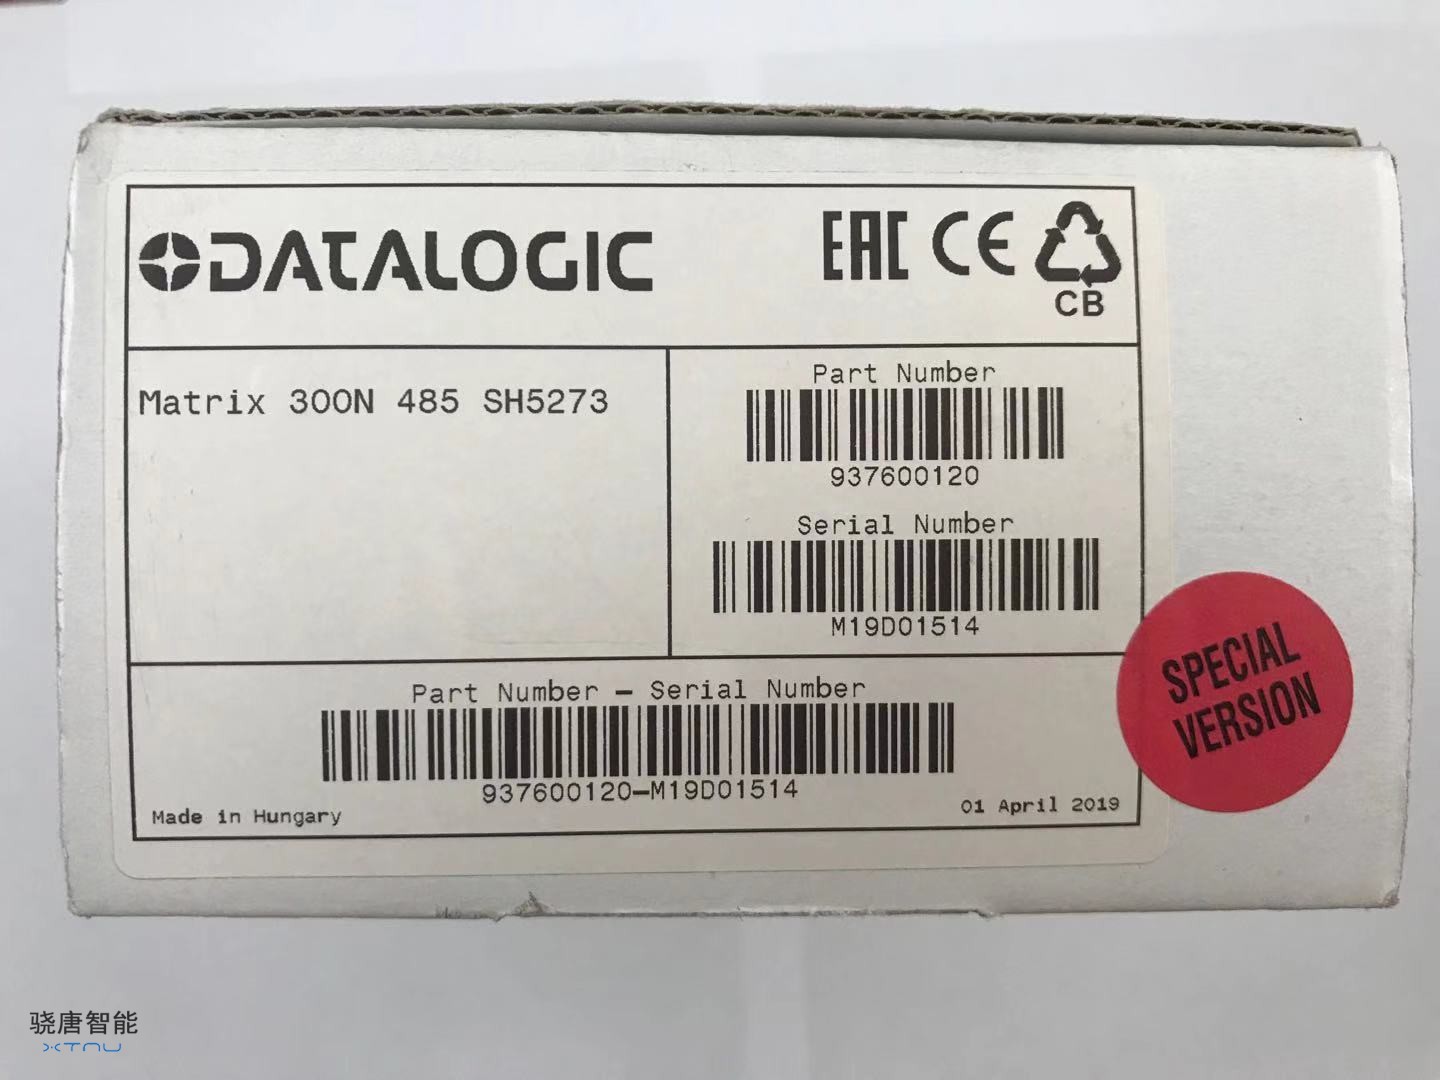 DATALOGIC
EAC CE
CB
Matrix 300N 485 SH5273
Part Number
937600120
Serial Number
M19D01514
Part Number – Serial Number
937600120–M19D01514
Made in Hungary
01 April 2019
SPECIAL
VERSION
骁唐智能
XTNU